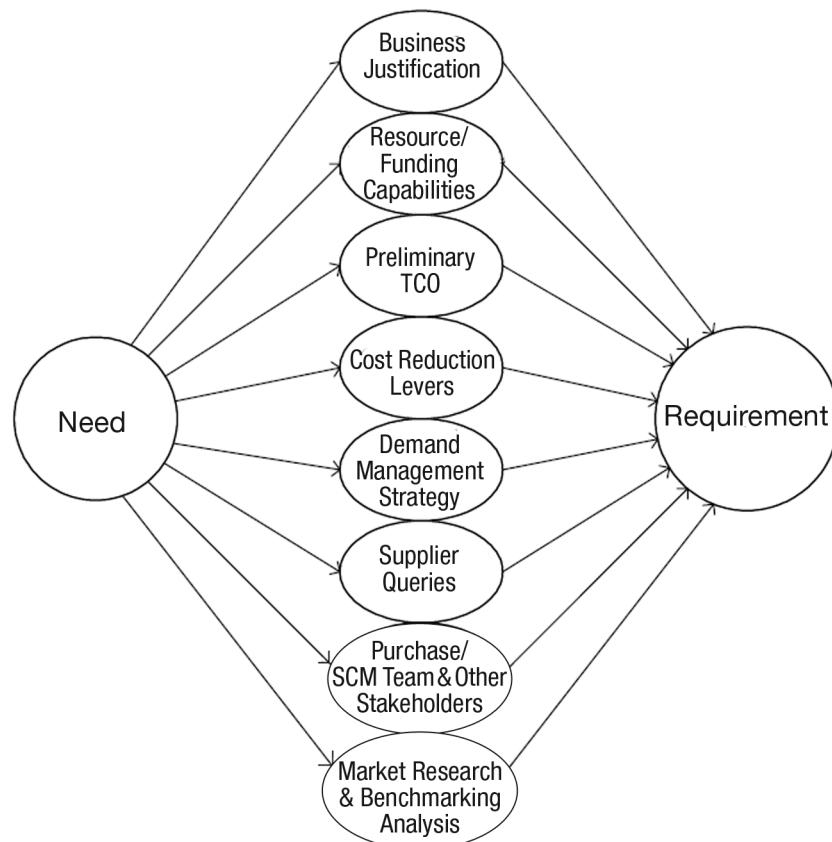 Business
Justification
Resource/
Funding
Capabilities
Preliminary
TCO
Cost Reduction
Levers
Need
Requirement
Demand
Management
Strategy
Supplier
Queries
Purchase/
SCM Team & Other
Stakeholders
Market Research
& Benchmarking
Analysis